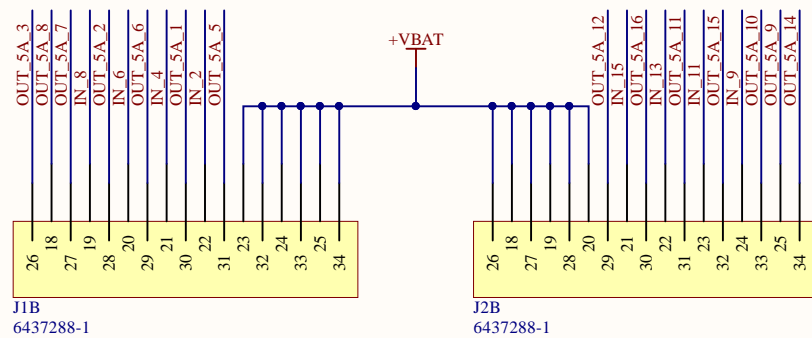 OUT_5A_3
OUT_5A_8
OUT_5A_7
IN_8
OUT_5A_2
IN_6
OUT_5A_6
IN_4
OUT_5A_1
IN_2
OUT_5A_5
+VBAT
OUT_5A_12
IN_15
OUT_5A_16
IN_13
OUT_5A_11
IN_11
OUT_5A_15
IN_9
OUT_5A_10
OUT_5A_9
OUT_5A_14
26
18
27
19
28
20
29
21
30
22
31
23
32
24
33
25
34
26
18
27
19
28
20
29
21
30
22
31
23
32
24
33
25
34
J1B
6437288-1
J2B
6437288-1